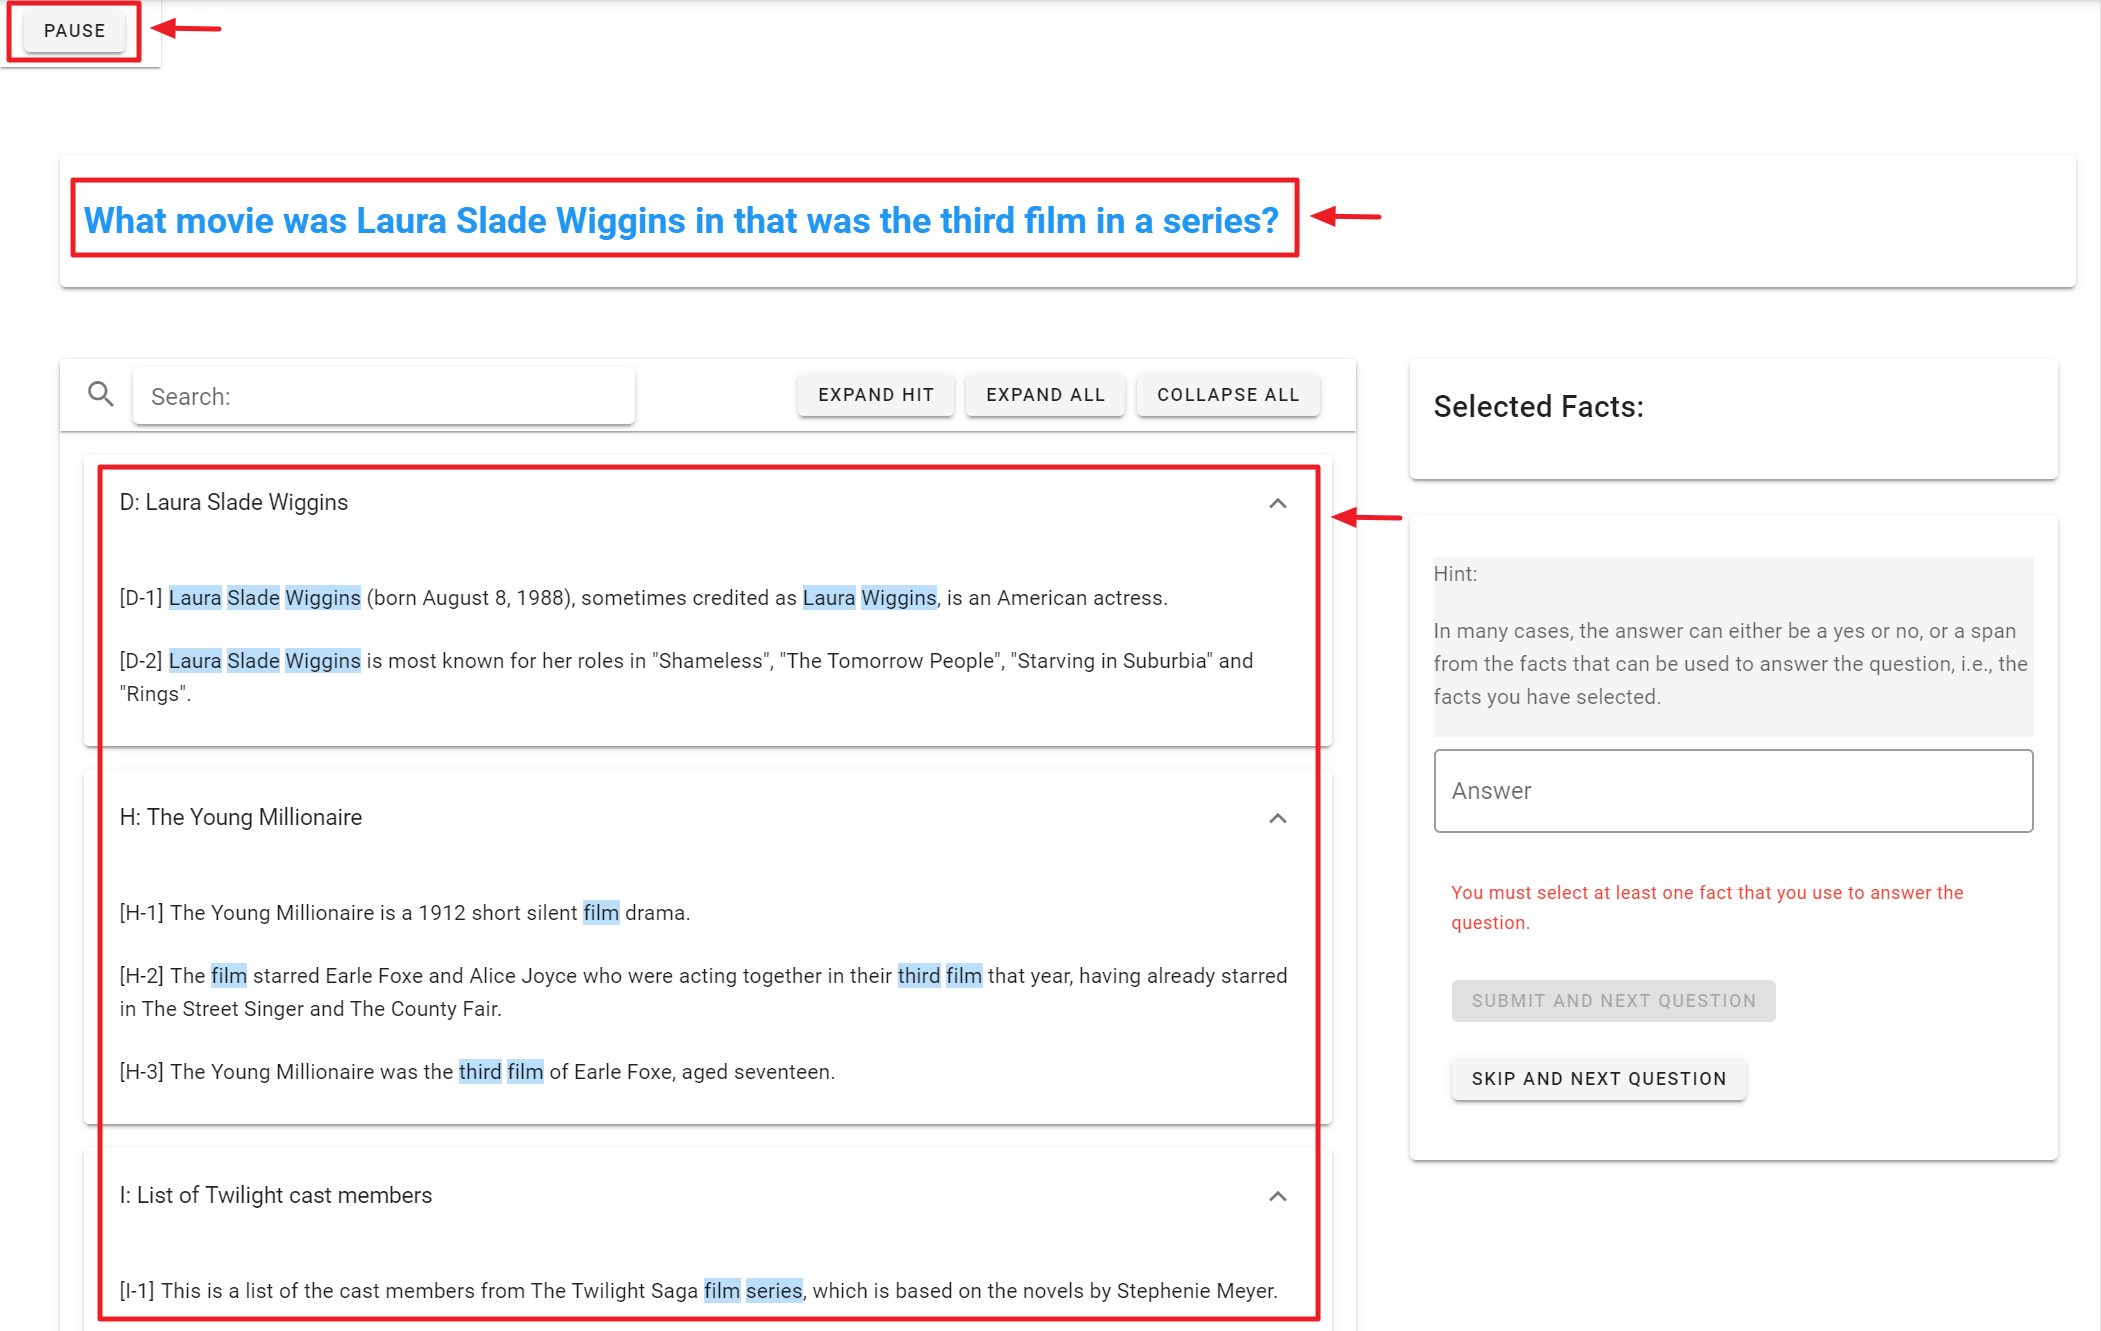 PAUSE
What movie was Laura Slade Wiggins in that was the third film in a series?
Search:
EXPAND HIT
EXPAND ALL
COLLAPSE ALL
D: Laura Slade Wiggins
[D-1] Laura Slade Wiggins (born August 8, 1988), sometimes credited as Laura Wiggins, is an American actress.
[D-2] Laura Slade Wiggins is most known for her roles in "Shameless", "The Tomorrow People", "Starving in Suburbia" and
"Rings".
H: The Young Millionaire
[H-1] The Young Millionaire is a 1912 short silent film drama.
[H-2] The film starred Earle Foxe and Alice Joyce who were acting together in their third film that year, having already starred
in The Street Singer and The County Fair.
[H-3] The Young Millionaire was the third film of Earle Foxe, aged seventeen.
I: List of Twilight cast members
[I-1] This is a list of the cast members from The Twilight Saga film series, which is based on the novels by Stephenie Meyer.
Selected Facts:
Hint:
In many cases, the answer can either be a yes or no, or a span
from the facts that can be used to answer the question, i.e., the
facts you have selected.
Answer
You must select at least one fact that you use to answer the
question.
SUBMIT AND NEXT QUESTION
SKIP AND NEXT QUESTION